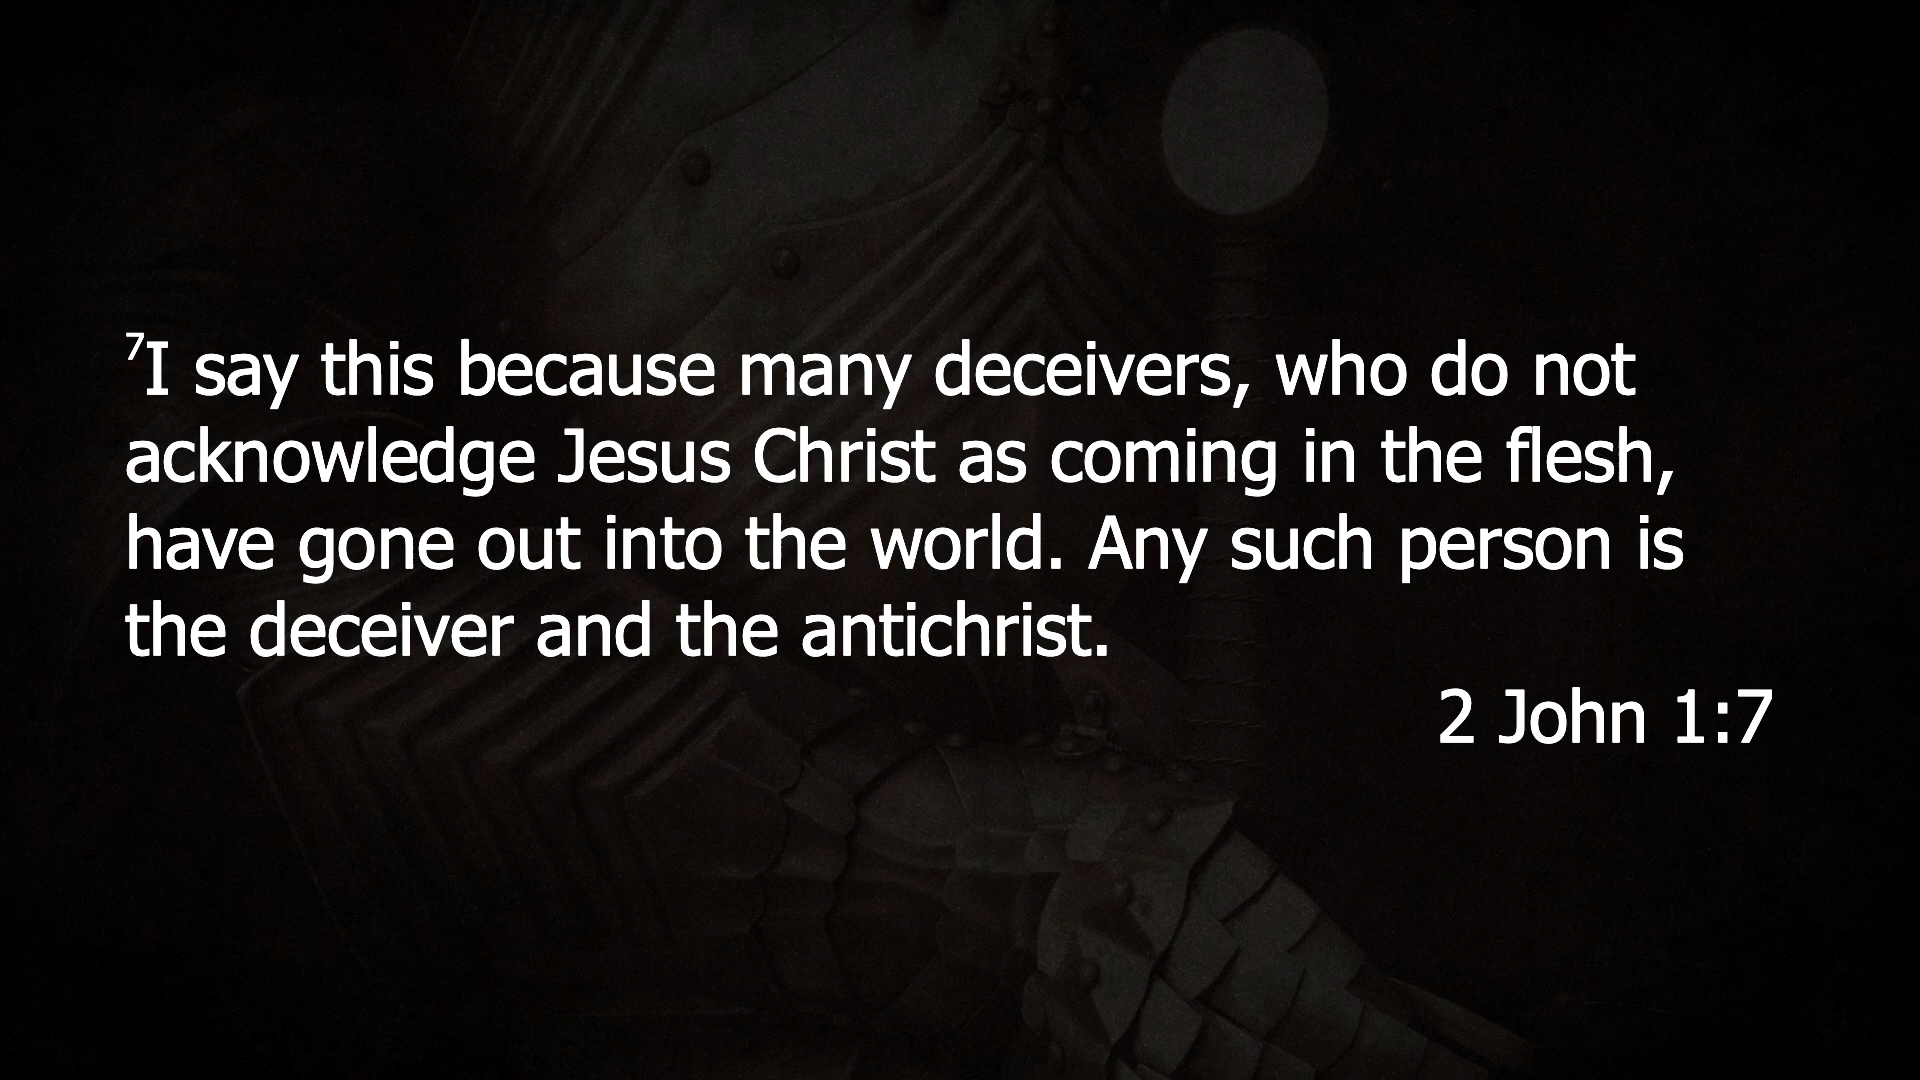 ⁷I say this because many deceivers, who do not
acknowledge Jesus Christ as coming in the flesh,
have gone out into the world. Any such person is
the deceiver and the antichrist.
2 John 1:7